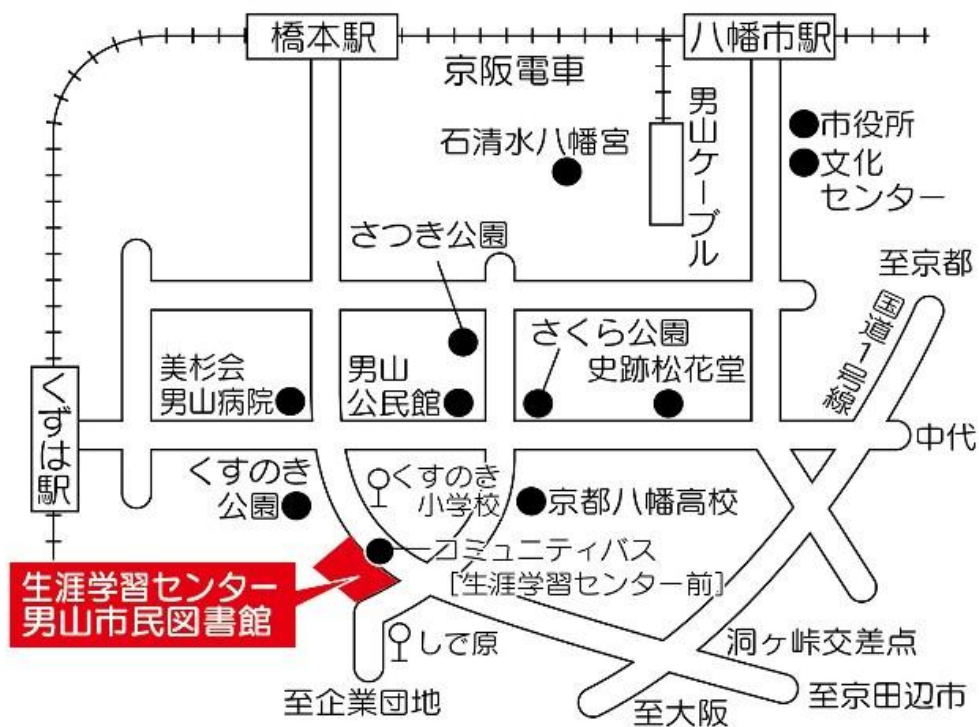 橋本駅
八幡市駅
京阪電車
男山ケーブル
市役所
文化
センター
石清水八幡宮
さつき公園
至京都
国道1号線
さくら公園
史跡松花堂
美杉会
男山病院
男山
公民館
くずは駅
中代
くすのき
公園
くすのき
小学校
京都八幡高校
コミュニティバス
[生涯学習センター前]
生涯学習センター
男山市民図書館
しで原
洞ヶ峠交差点
至企業団地
至大阪
至京田辺市